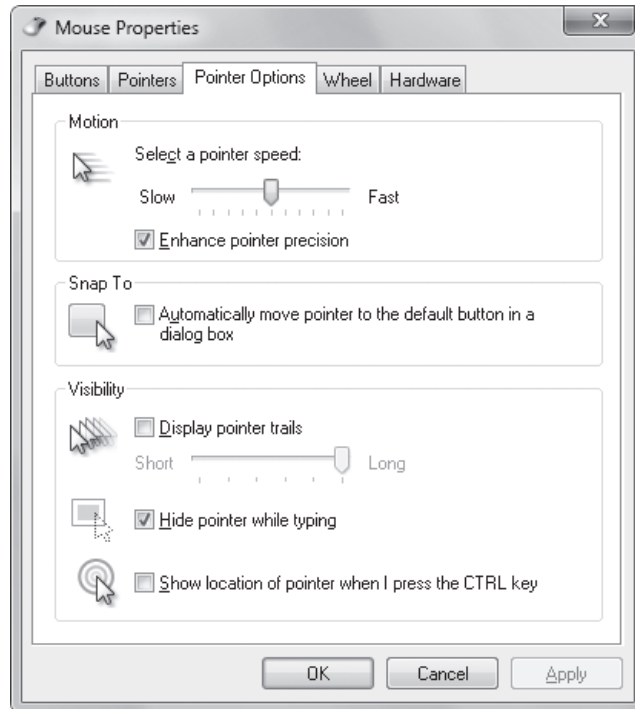 Mouse Properties
X
Buttons Pointers Pointer Options Wheel Hardware
Motion
Select a pointer speed:
Slow Fast
Enhance pointer precision
Snap To
Automatically move pointer to the default button in a
dialog box
Visibility
Display pointer trails
Short Long
Hide pointer while typing
Show location of pointer when I press the CTRL key
OK Cancel Apply